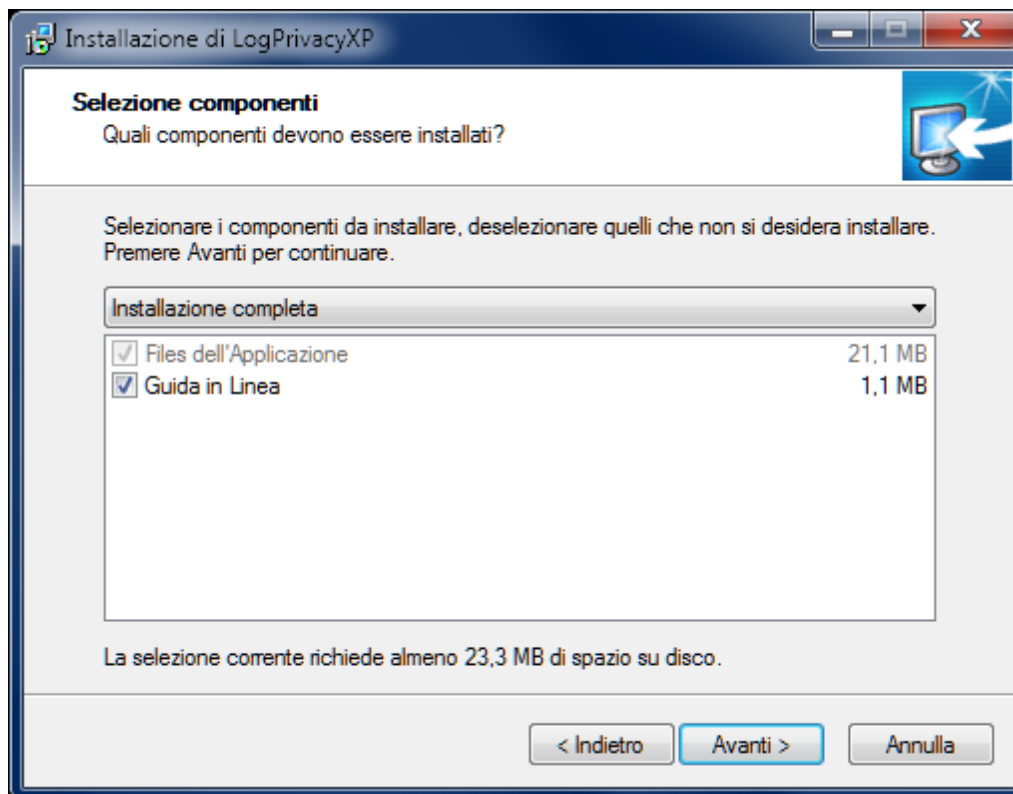 Installazione di LogPrivacyXP
Selezione componenti
Quali componenti devono essere installati?
Selezionare i componenti da installare, deselezionare quelli che non si desidera installare.
Premere Avanti per continuare.
Installazione completa
Files dell'Applicazione 21,1 MB
Guida in Linea 1,1 MB
La selezione corrente richiede almeno 23,3 MB di spazio su disco.
< Indietro Avanti > Annulla